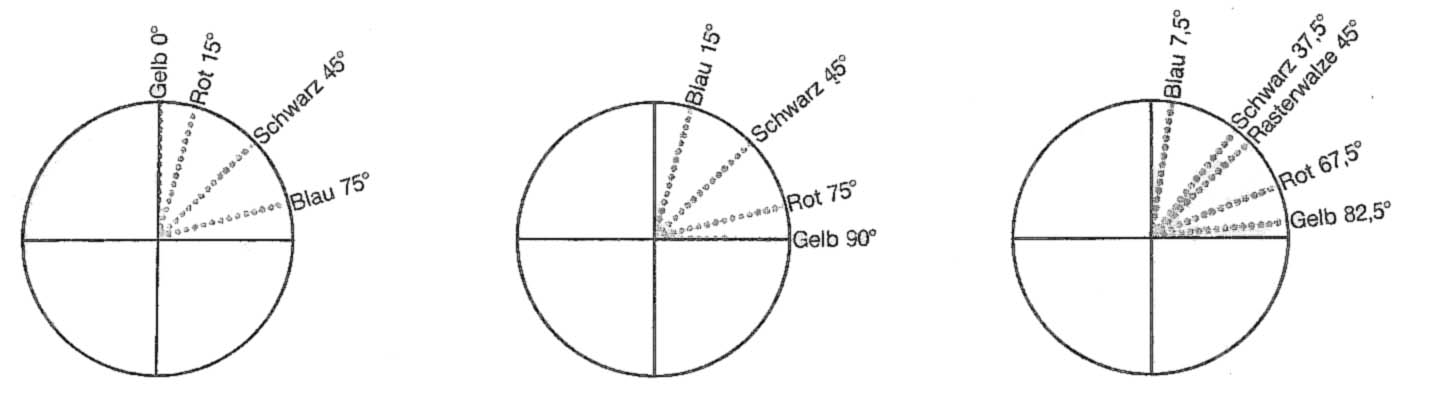 Gelb 0°
Rot 15°
Schwarz 45°
Blau 75°
Blau 15°
Schwarz 45°
Rot 75°
Gelb 90°
Blau 7,5°
Schwarz 37,5°
Rasterwalze 45°
Rot 67,5°
Gelb 82,5°